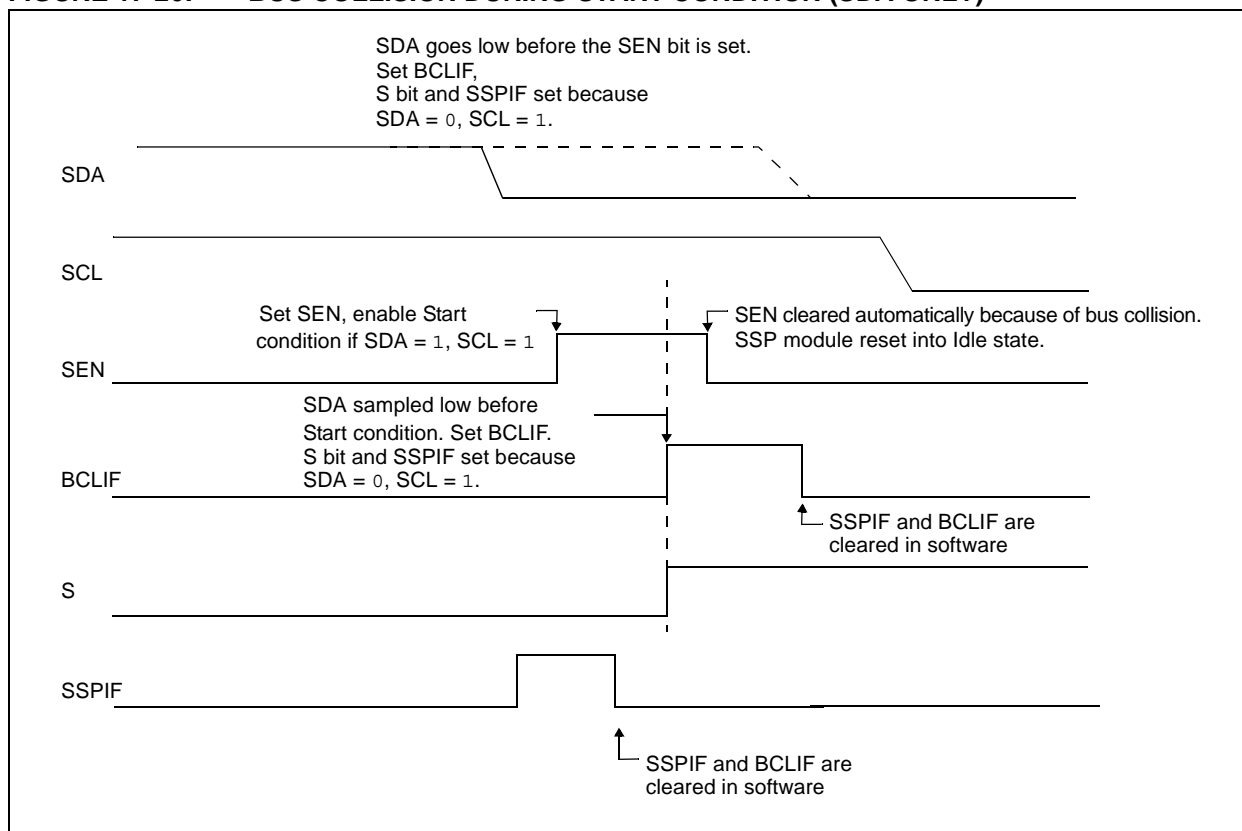 SDA goes low before the SEN bit is set.
Set BCLIF,
S bit and SSPIF set because
SDA = 0, SCL = 1.
SDA
SCL
Set SEN, enable Start
condition if SDA = 1, SCL = 1
SEN cleared automatically because of bus collision.
SSP module reset into Idle state.
SEN
SDA sampled low before
Start condition. Set BCLIF.
S bit and SSPIF set because
SDA = 0, SCL = 1.
BCLIF
SSPIF and BCLIF are
cleared in software
S
SSPIF
SSPIF and BCLIF are
cleared in software